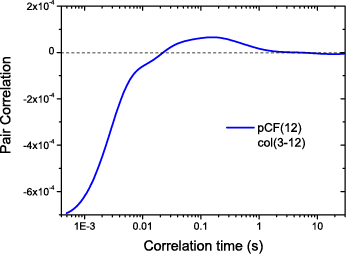 2x10⁻⁴
0
-2x10⁻⁴
-4x10⁻⁴
-6x10⁻⁴
Pair Correlation
pCF(12)
col(3-12)
1E-3
0.01
0.1
1
10
Correlation time (s)